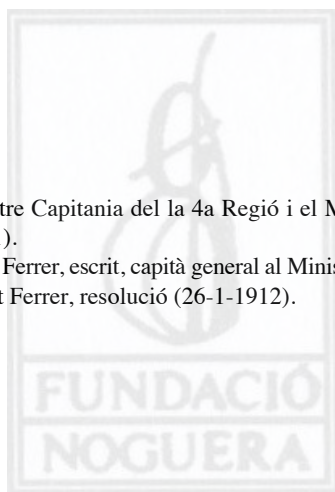 tre Capitania del la 4a Regió i el M
).
Ferrer, escrit, capità general al Minis
t Ferrer, resolució (26-1-1912).
FUNDACIÓ
NOGUERA